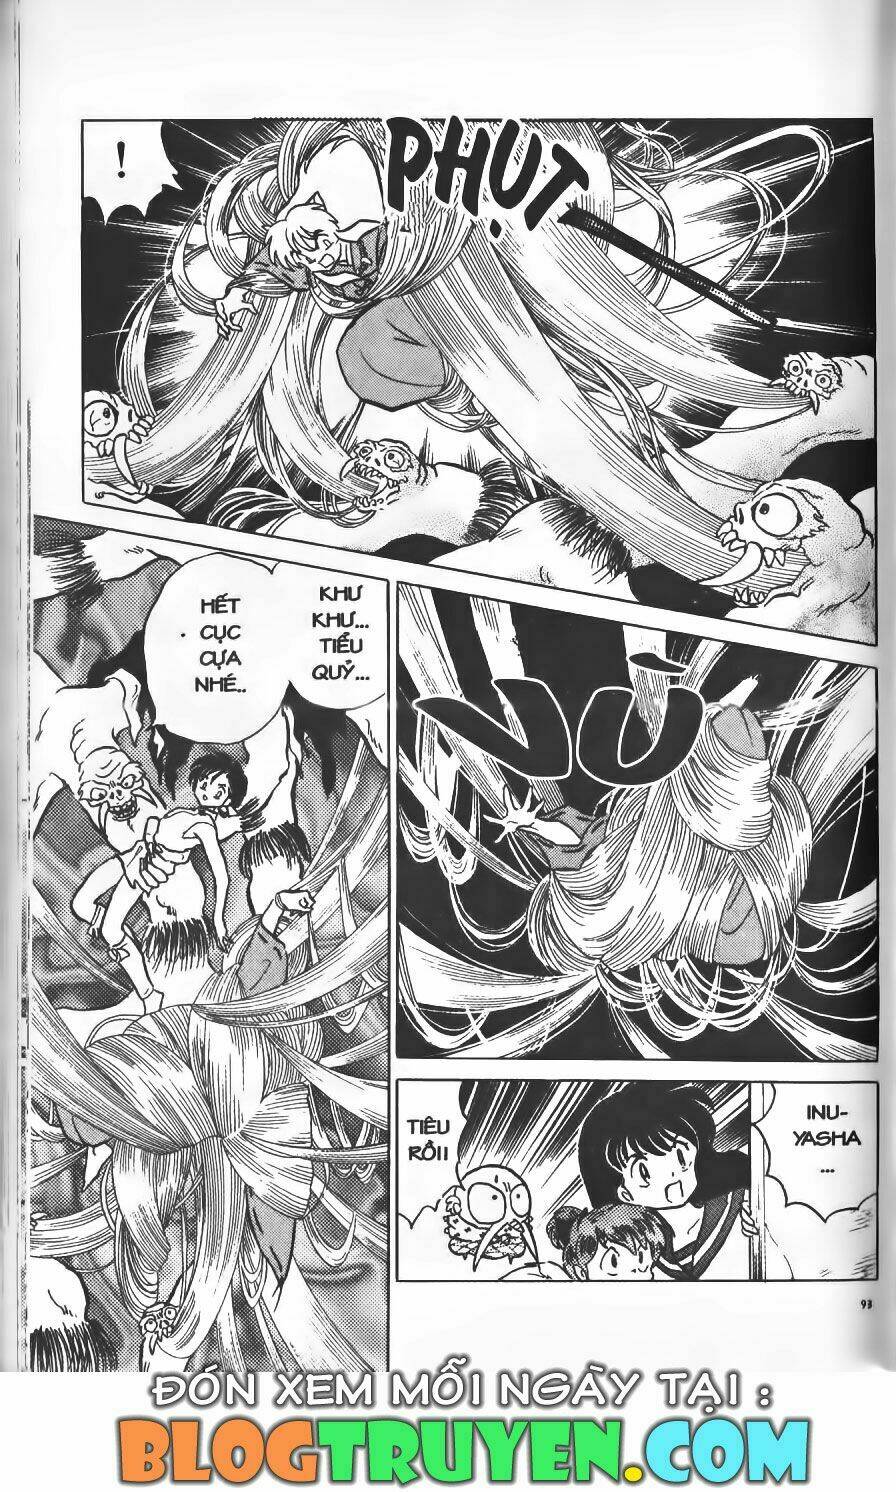 !
PHỤT
VÙ
KHƯ
KHƯ...
TIỂU
QUỶ...
HẾT
CỤC
CỰA
NHÉ..
INU-
YASHA
...
TIÊU
RỒI!
93
ĐÓN XEM MỖI NGÀY TẠI :
BLOGTRUYEN.COM